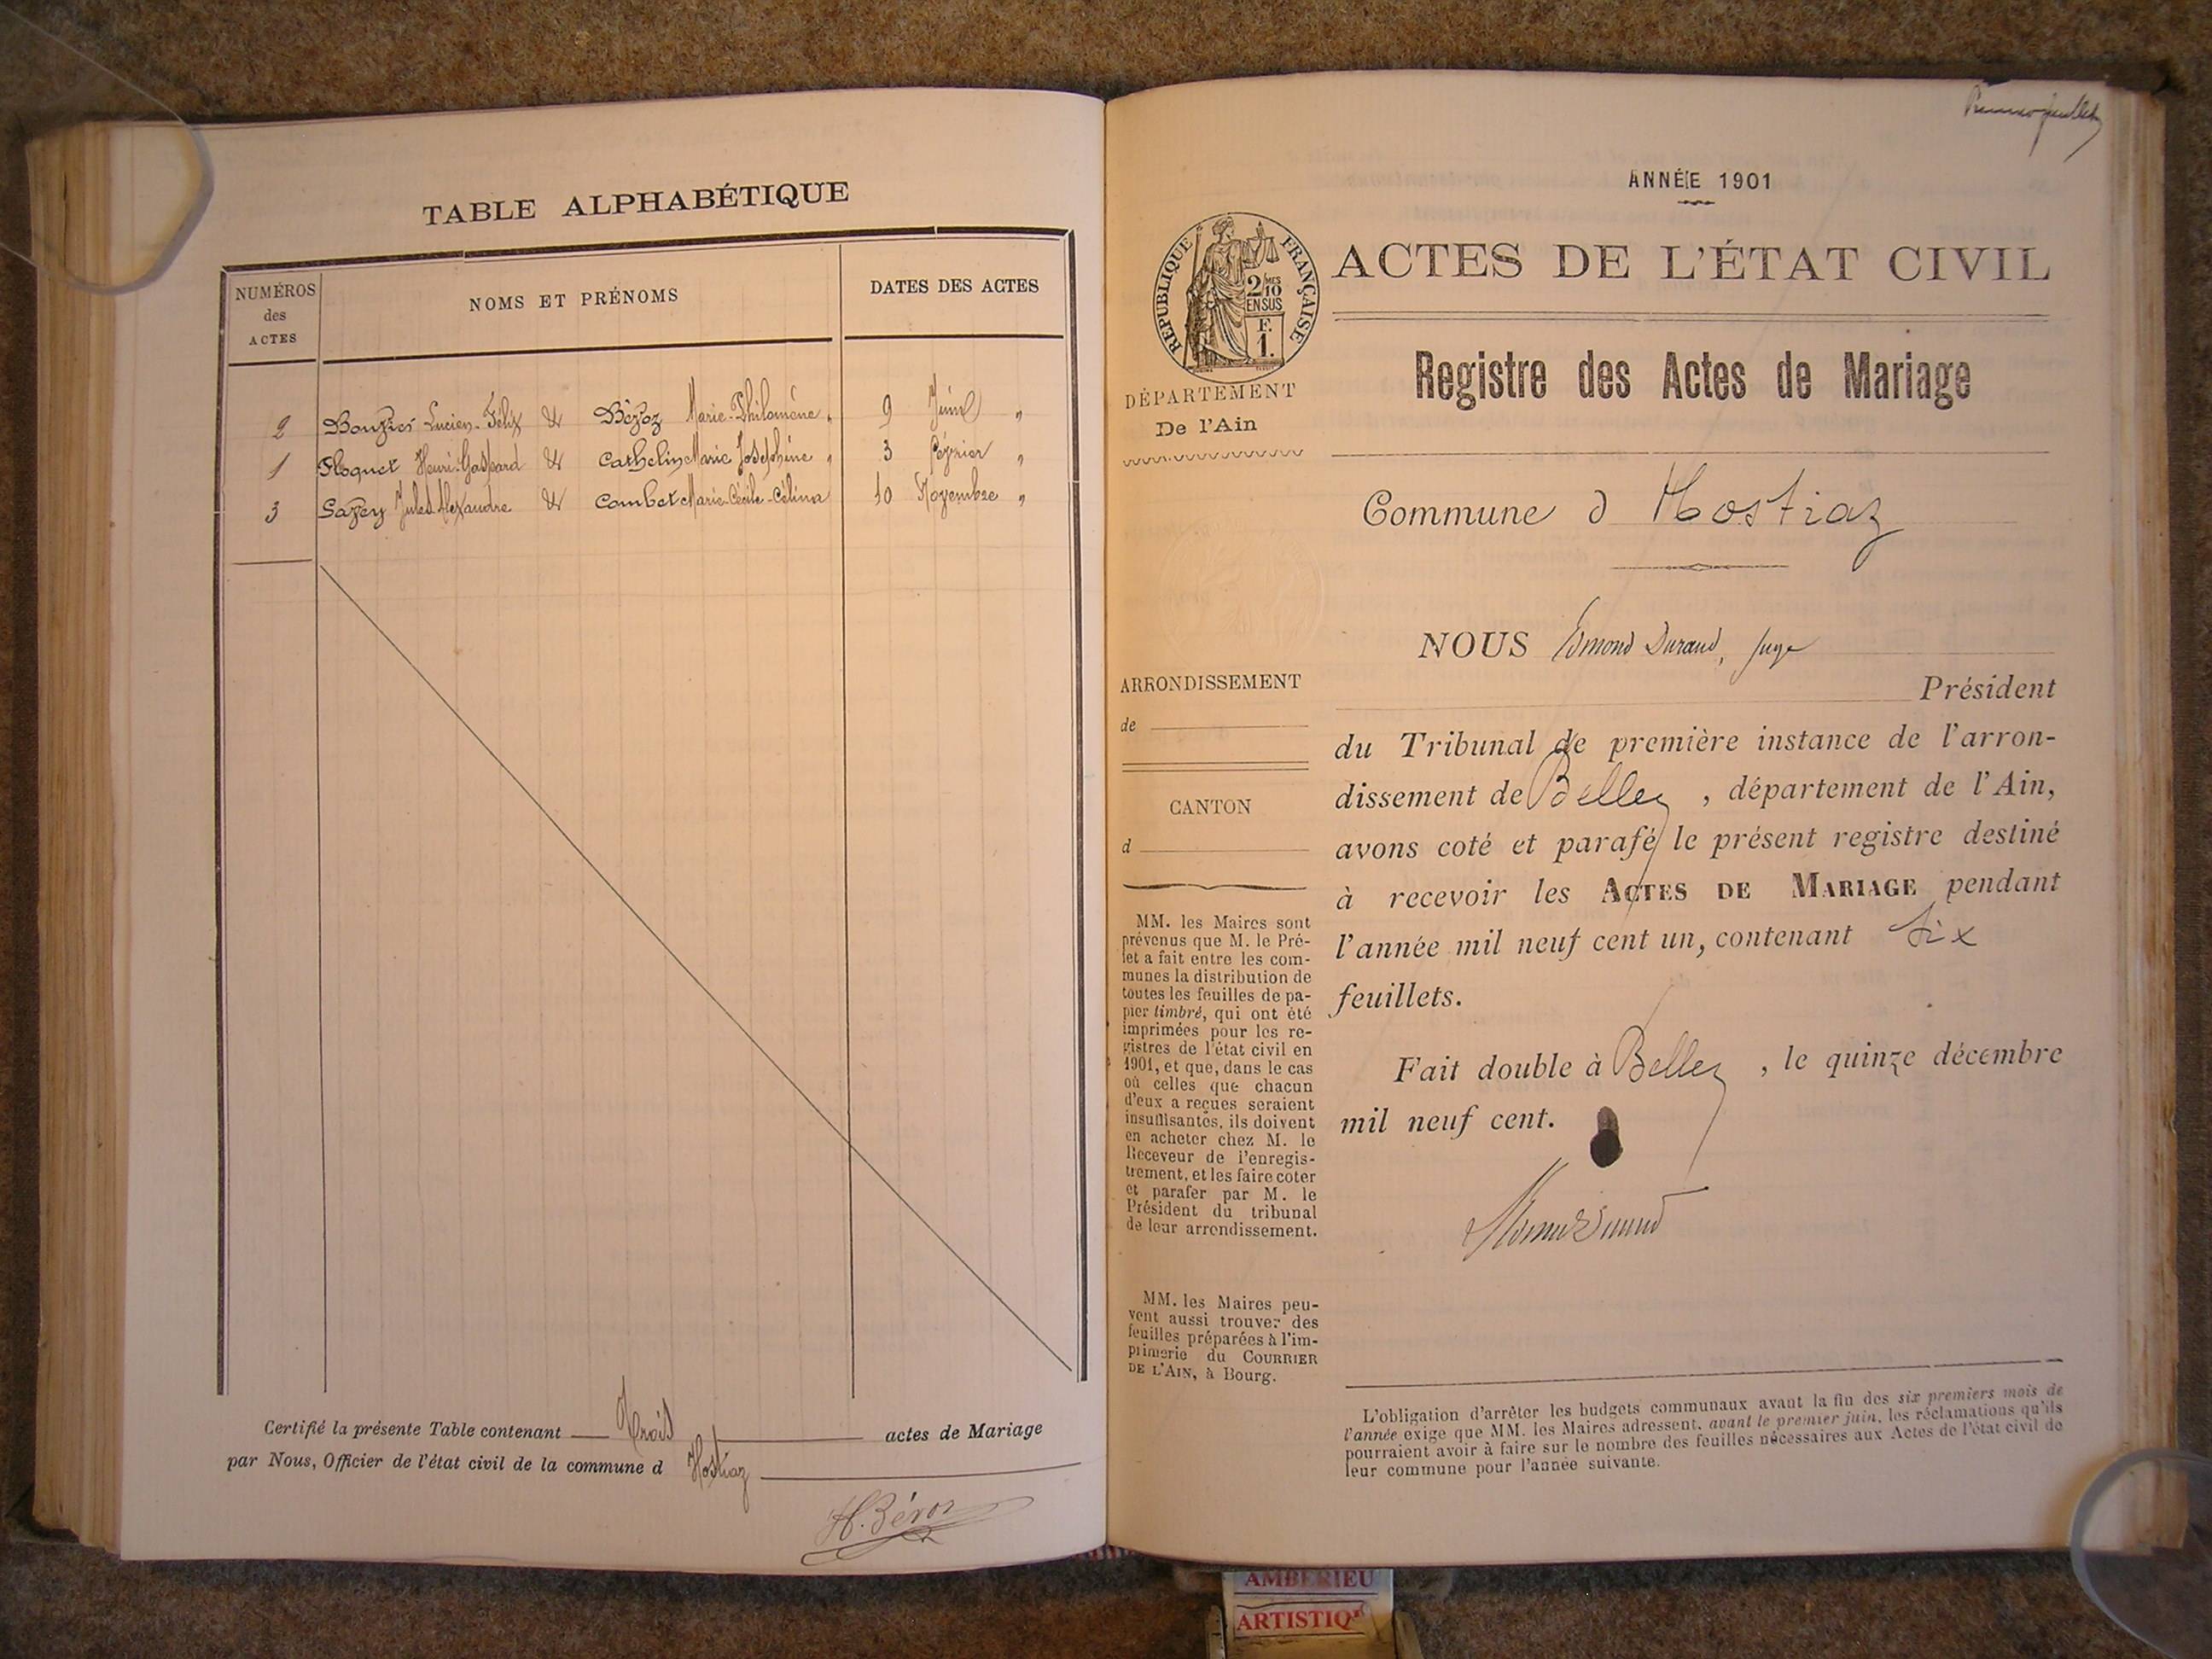 TABLE ALPHABÉTIQUE
NUMÉROS
des
ACTES
NOMS ET PRÉNOMS
DATES DES ACTES
2 Lucien-Félix & Marie-Philomène 9 Juin "
1 Floquet Henri-Gaspard & Cathelin Marie Joséphine 3 Février "
3 Savey Jules Alexandre & Combet Marie-Cécile-Célina 10 Novembre "
Certifié la présente Table contenant Trois actes de Mariage
par Nous, Officier de l'état civil de la commune d Hostiaz
H. Béroz
Premier feuillet
ANNÉE 1901
RÉPUBLIQUE FRANÇAISE
2/10MES
EN SUS
F.
1.
ACTES DE L'ÉTAT CIVIL
DÉPARTEMENT
De l'Ain
Registre des Actes de Mariage
Commune d Hostiaz
NOUS Edmond Durand, juge
Président
du Tribunal de première instance de l'arron-
dissement de Belley, département de l'Ain,
avons coté et parafé le présent registre destiné
à recevoir les ACTES DE MARIAGE pendant
l'année mil neuf cent un, contenant six
feuillets.
Fait double à Belley, le quinze décembre
mil neuf cent.
ARRONDISSEMENT
de
CANTON
d
MM. les Maires sont
prévenus que M. le Pré-
fet a fait entre les com-
munes la distribution de
toutes les feuilles de pa-
pier timbré, qui ont été
imprimées pour les re-
gistres de l'état civil en
1901, et que, dans le cas
où celles que chacun
d'eux a reçues seraient
insuffisantes, ils doivent
en acheter chez M. le
Receveur de l'enregis-
trement, et les faire coter
et parafer par M. le
Président du tribunal
de leur arrondissement.
MM. les Maires peu-
vent aussi trouver des
feuilles préparées à l'im-
primerie du COURRIER
DE L'AIN, à Bourg.
L'obligation d'arrêter les budgets communaux avant la fin des six premiers mois de
l'année exige que MM. les Maires adressent, avant le premier juin, les réclamations qu'ils
pourraient avoir à faire sur le nombre des feuilles nécessaires aux Actes de l'état civil de
leur commune pour l'année suivante.
AMBERIEU
ARTISTIQ